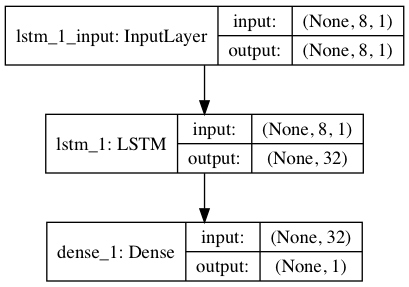 lstm_1_input: InputLayer
input: (None, 8, 1)
output: (None, 8, 1)
lstm_1: LSTM
input: (None, 8, 1)
output: (None, 32)
dense_1: Dense
input: (None, 32)
output: (None, 1)